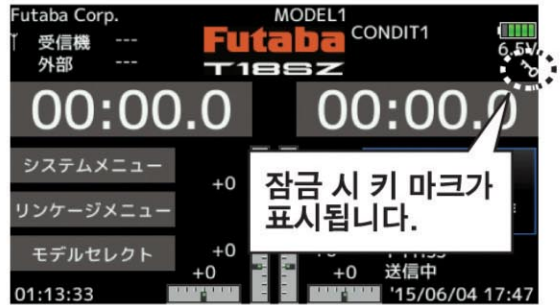 Futaba Corp.
MODEL1
受信機 ---
外部 ---
Futaba
T18SZ
CONDIT1
6.5V
00:00.0
00:00.0
システムメニュー
リンケージメニュー
モデルセレクト
+0
+0
+0
+0
잠금 시 키 마크가
표시됩니다.
送信中
01:13:33
'15/06/04 17:47